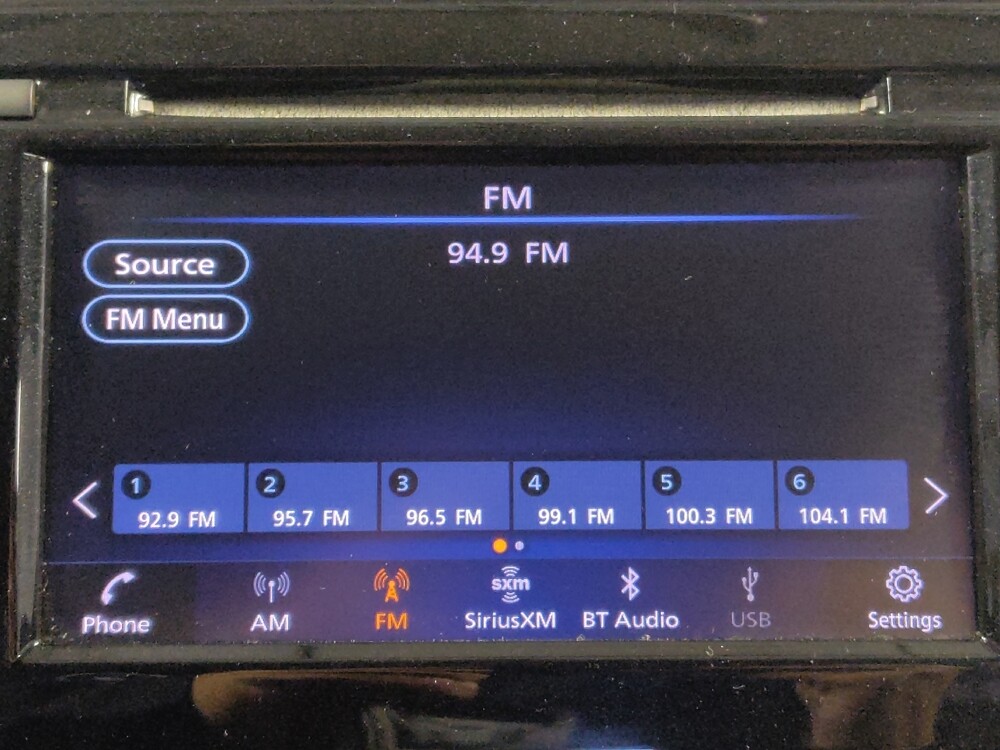 FM
94.9 FM
Source
FM Menu
1 2 3 4 5 6
92.9 FM 95.7 FM 96.5 FM 99.1 FM 100.3 FM 104.1 FM
sxm
Phone AM FM SiriusXM BT Audio USB Settings